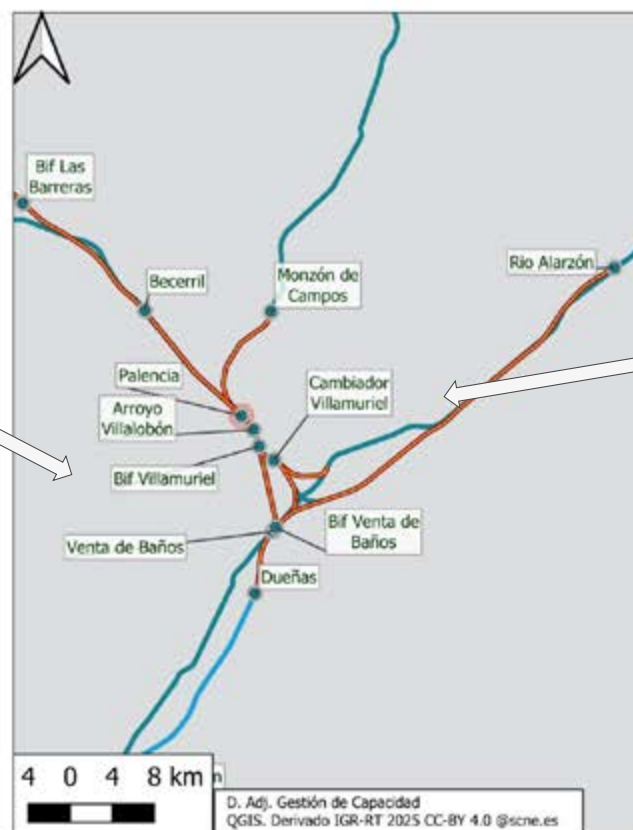 Bif Las
Barreras
Becerril
Monzón de
Campos
Rio Alarzón
Palencia
Arroyo
Villalobón
Cambiador
Villamuriel
Bif Villamuriel
Venta de Baños
Bif Venta de
Baños
Dueñas
4 0 4 8 km
D. Adj. Gestión de Capacidad
QGIS. Derivado IGR-RT 2025 CC-BY 4.0 @scne.es